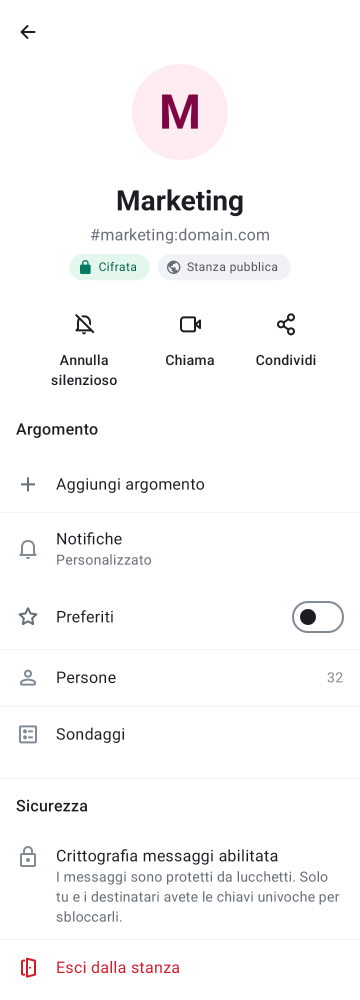 M
Marketing
#marketing:domain.com
Cifrata
Stanza pubblica
Annulla
silenzioso
Chiama
Condividi
Argomento
Aggiungi argomento
Notifiche
Personalizzato
Preferiti
Persone
32
Sondaggi
Sicurezza
Crittografia messaggi abilitata
I messaggi sono protetti da lucchetti. Solo
tu e i destinatari avete le chiavi univoche per
sbloccarli.
Esci dalla stanza